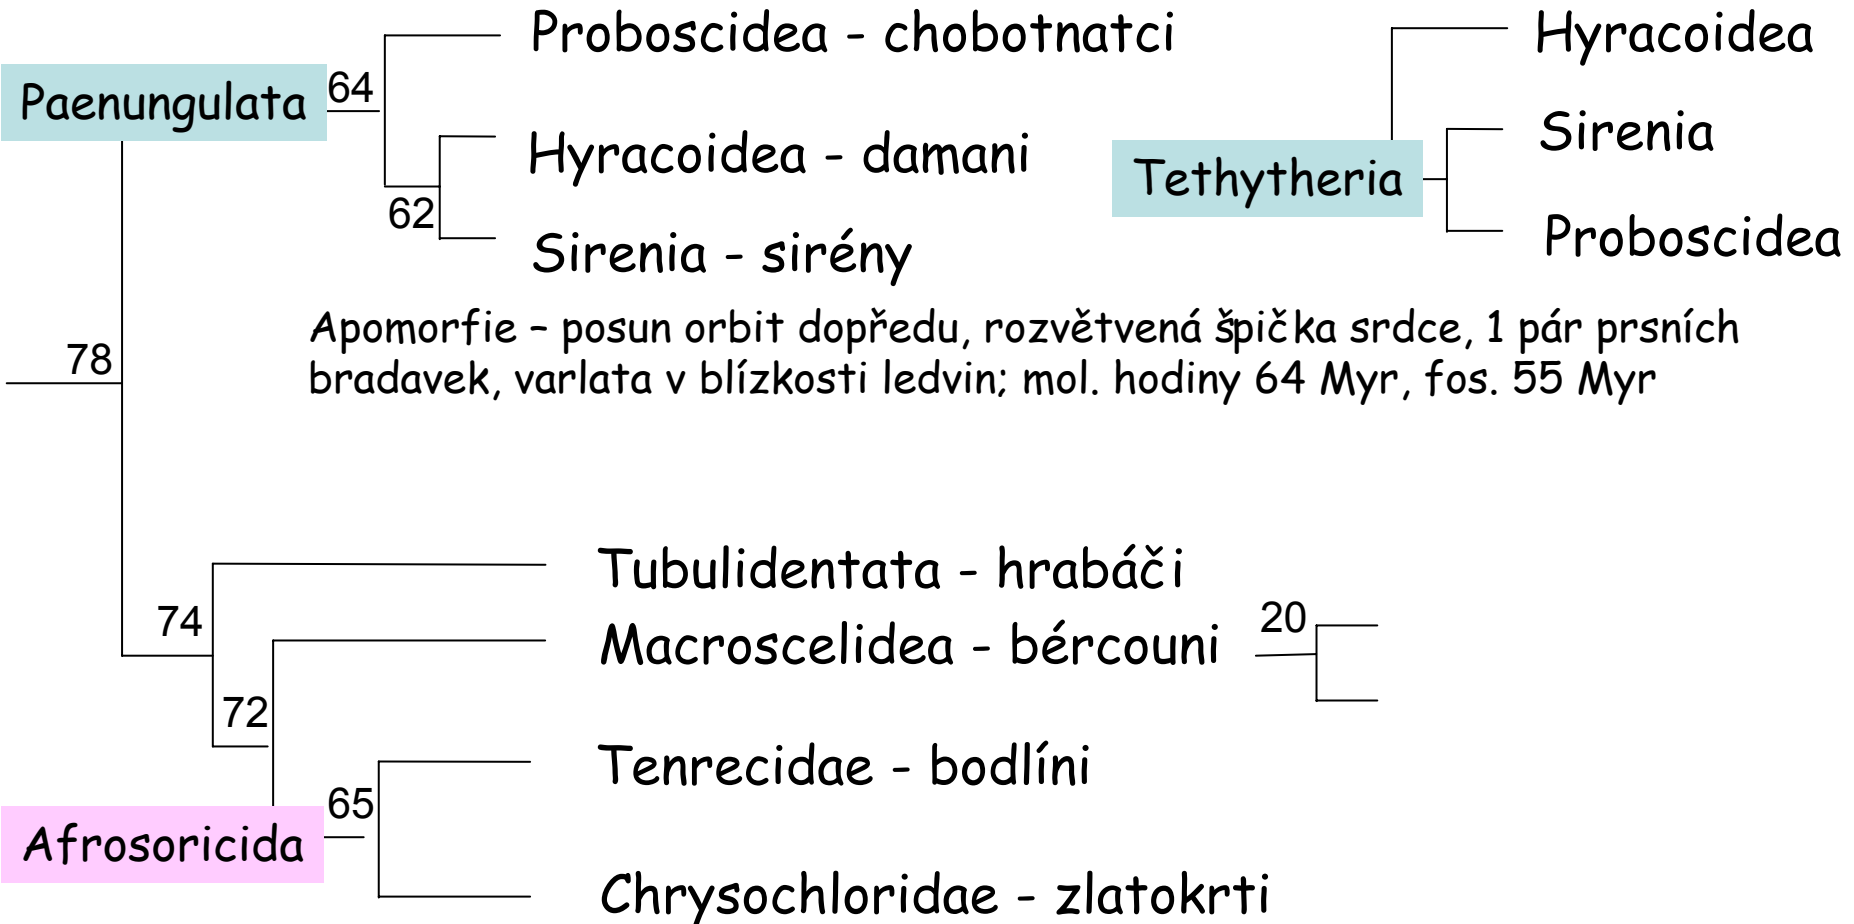 Proboscidea - chobotnatci
Hyracoidea
Paenungulata
64
Sirenia
Hyracoidea - damani
Tethytheria
62
Sirenia - sirény
Proboscidea
Apomorfie – posun orbit dopředu, rozvětvená špička srdce, 1 pár prsních
bradavek, varlata v blízkosti ledvin; mol. hodiny 64 Myr, fos. 55 Myr
78
Tubulidentata - hrabáči
74
Macroscelidea - bércouni
20
72
Tenrecidae - bodlíni
65
Afrosoricida
Chrysochloridae - zlatokrti